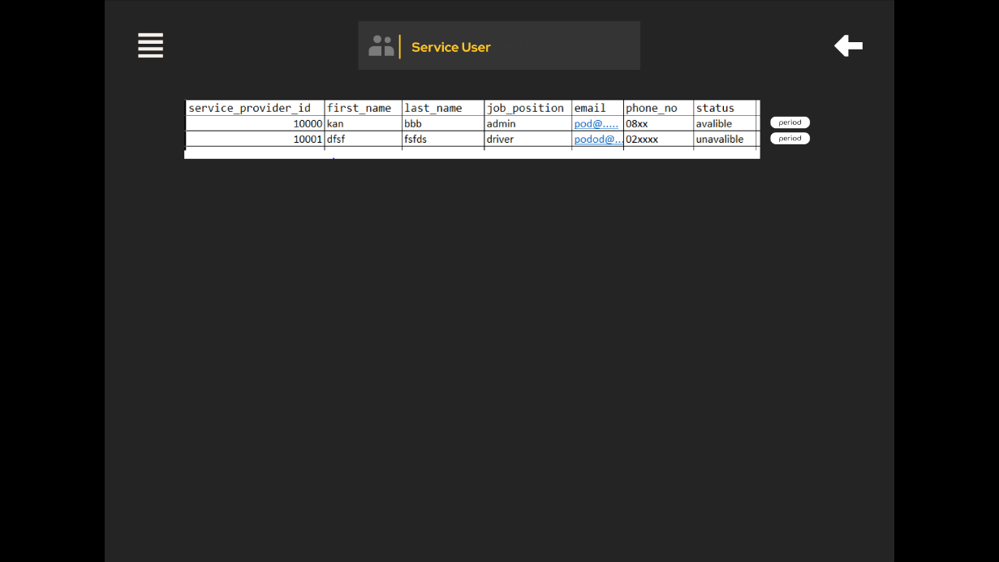 Service User
service_provider_id first_name last_name job_position email phone_no status
10000 kan bbb admin pod@..... 08xx avalible period
10001 dfsf fsfds driver podod@... 02xxxx unavalible period